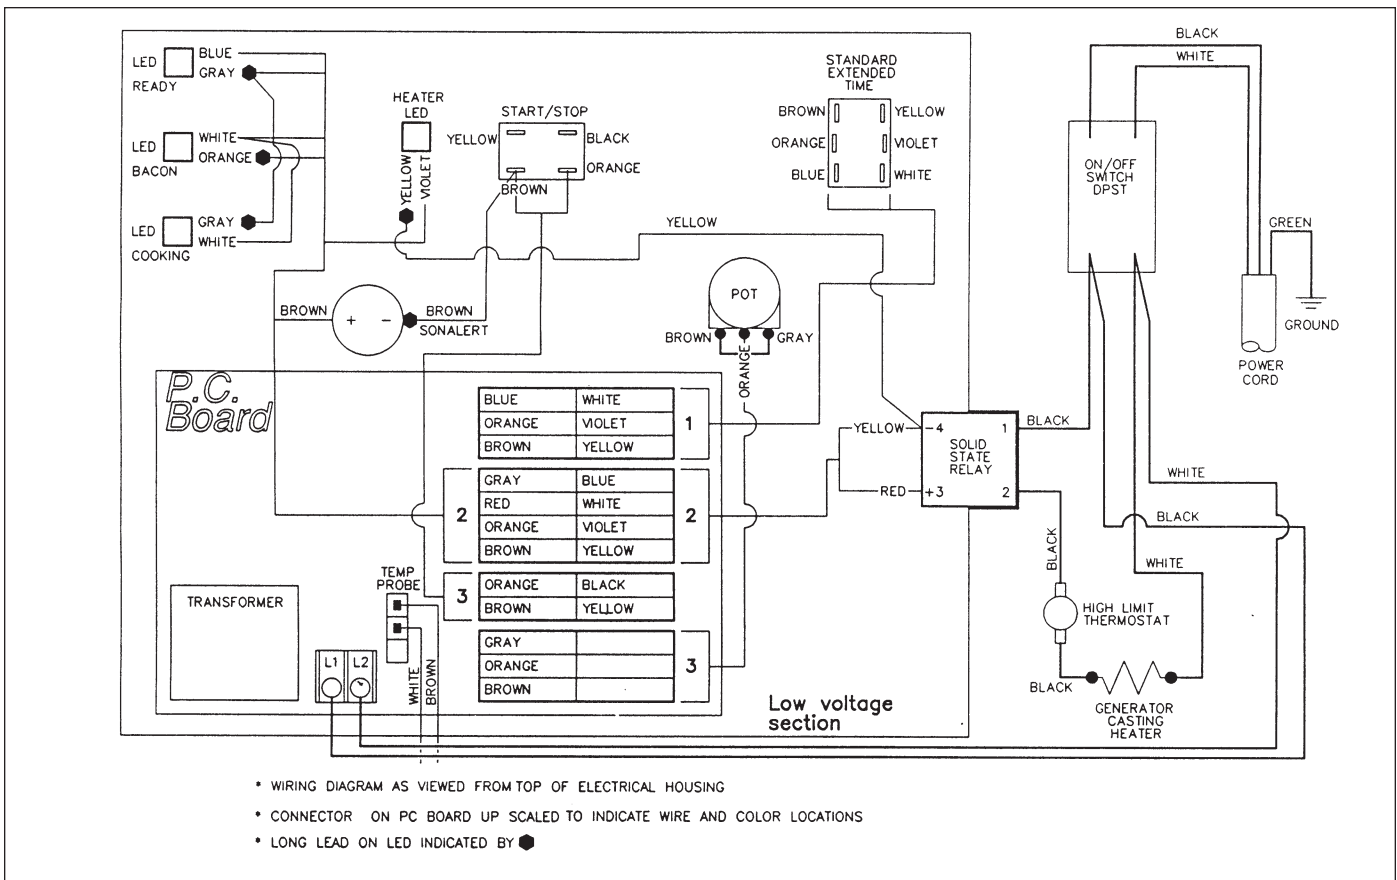 BLACK
WHITE
LED
BLUE
GRAY
READY
STANDARD
EXTENDED
TIME
HEATER
LED
START/STOP
BROWN
YELLOW
YELLOW
BLACK
ORANGE
VIOLET
LED
WHITE
ORANGE
BACON
YELLOW
VIOLET
ORANGE
BROWN
BLUE
WHITE
ON/OFF
SWITCH
DPST
LED
GRAY
WHITE
COOKING
YELLOW
GREEN
GROUND
POT
BROWN
+
-
BROWN
SONALERT
BROWN
GRAY
ORANGE
POWER
CORD
P.C.
Board
BLUE WHITE
ORANGE VIOLET
BROWN YELLOW
1
YELLOW
-4
1
BLACK
SOLID
STATE
RELAY
RED
+3
2
GRAY BLUE
RED WHITE
ORANGE VIOLET
BROWN YELLOW
2
2
WHITE
BLACK
BLACK
WHITE
TEMP
PROBE
ORANGE BLACK
BROWN YELLOW
3
TRANSFORMER
HIGH LIMIT
THERMOSTAT
GRAY
ORANGE
BROWN
3
L1
L2
WHITE
BROWN
BLACK
GENERATOR
CASTING
HEATER
Low voltage
section
* WIRING DIAGRAM AS VIEWED FROM TOP OF ELECTRICAL HOUSING
* CONNECTOR ON PC BOARD UP SCALED TO INDICATE WIRE AND COLOR LOCATIONS
* LONG LEAD ON LED INDICATED BY